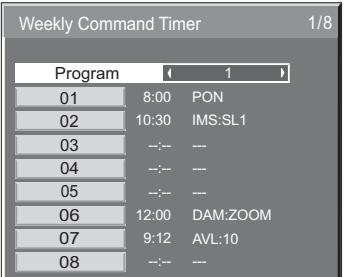 Weekly Command Timer 1/8
Program 1
01 8:00 PON
02 10:30 IMS:SL1
03 --:-- ---
04 --:-- ---
05 --:-- ---
06 12:00 DAM:ZOOM
07 9:12 AVL:10
08 --:-- ---